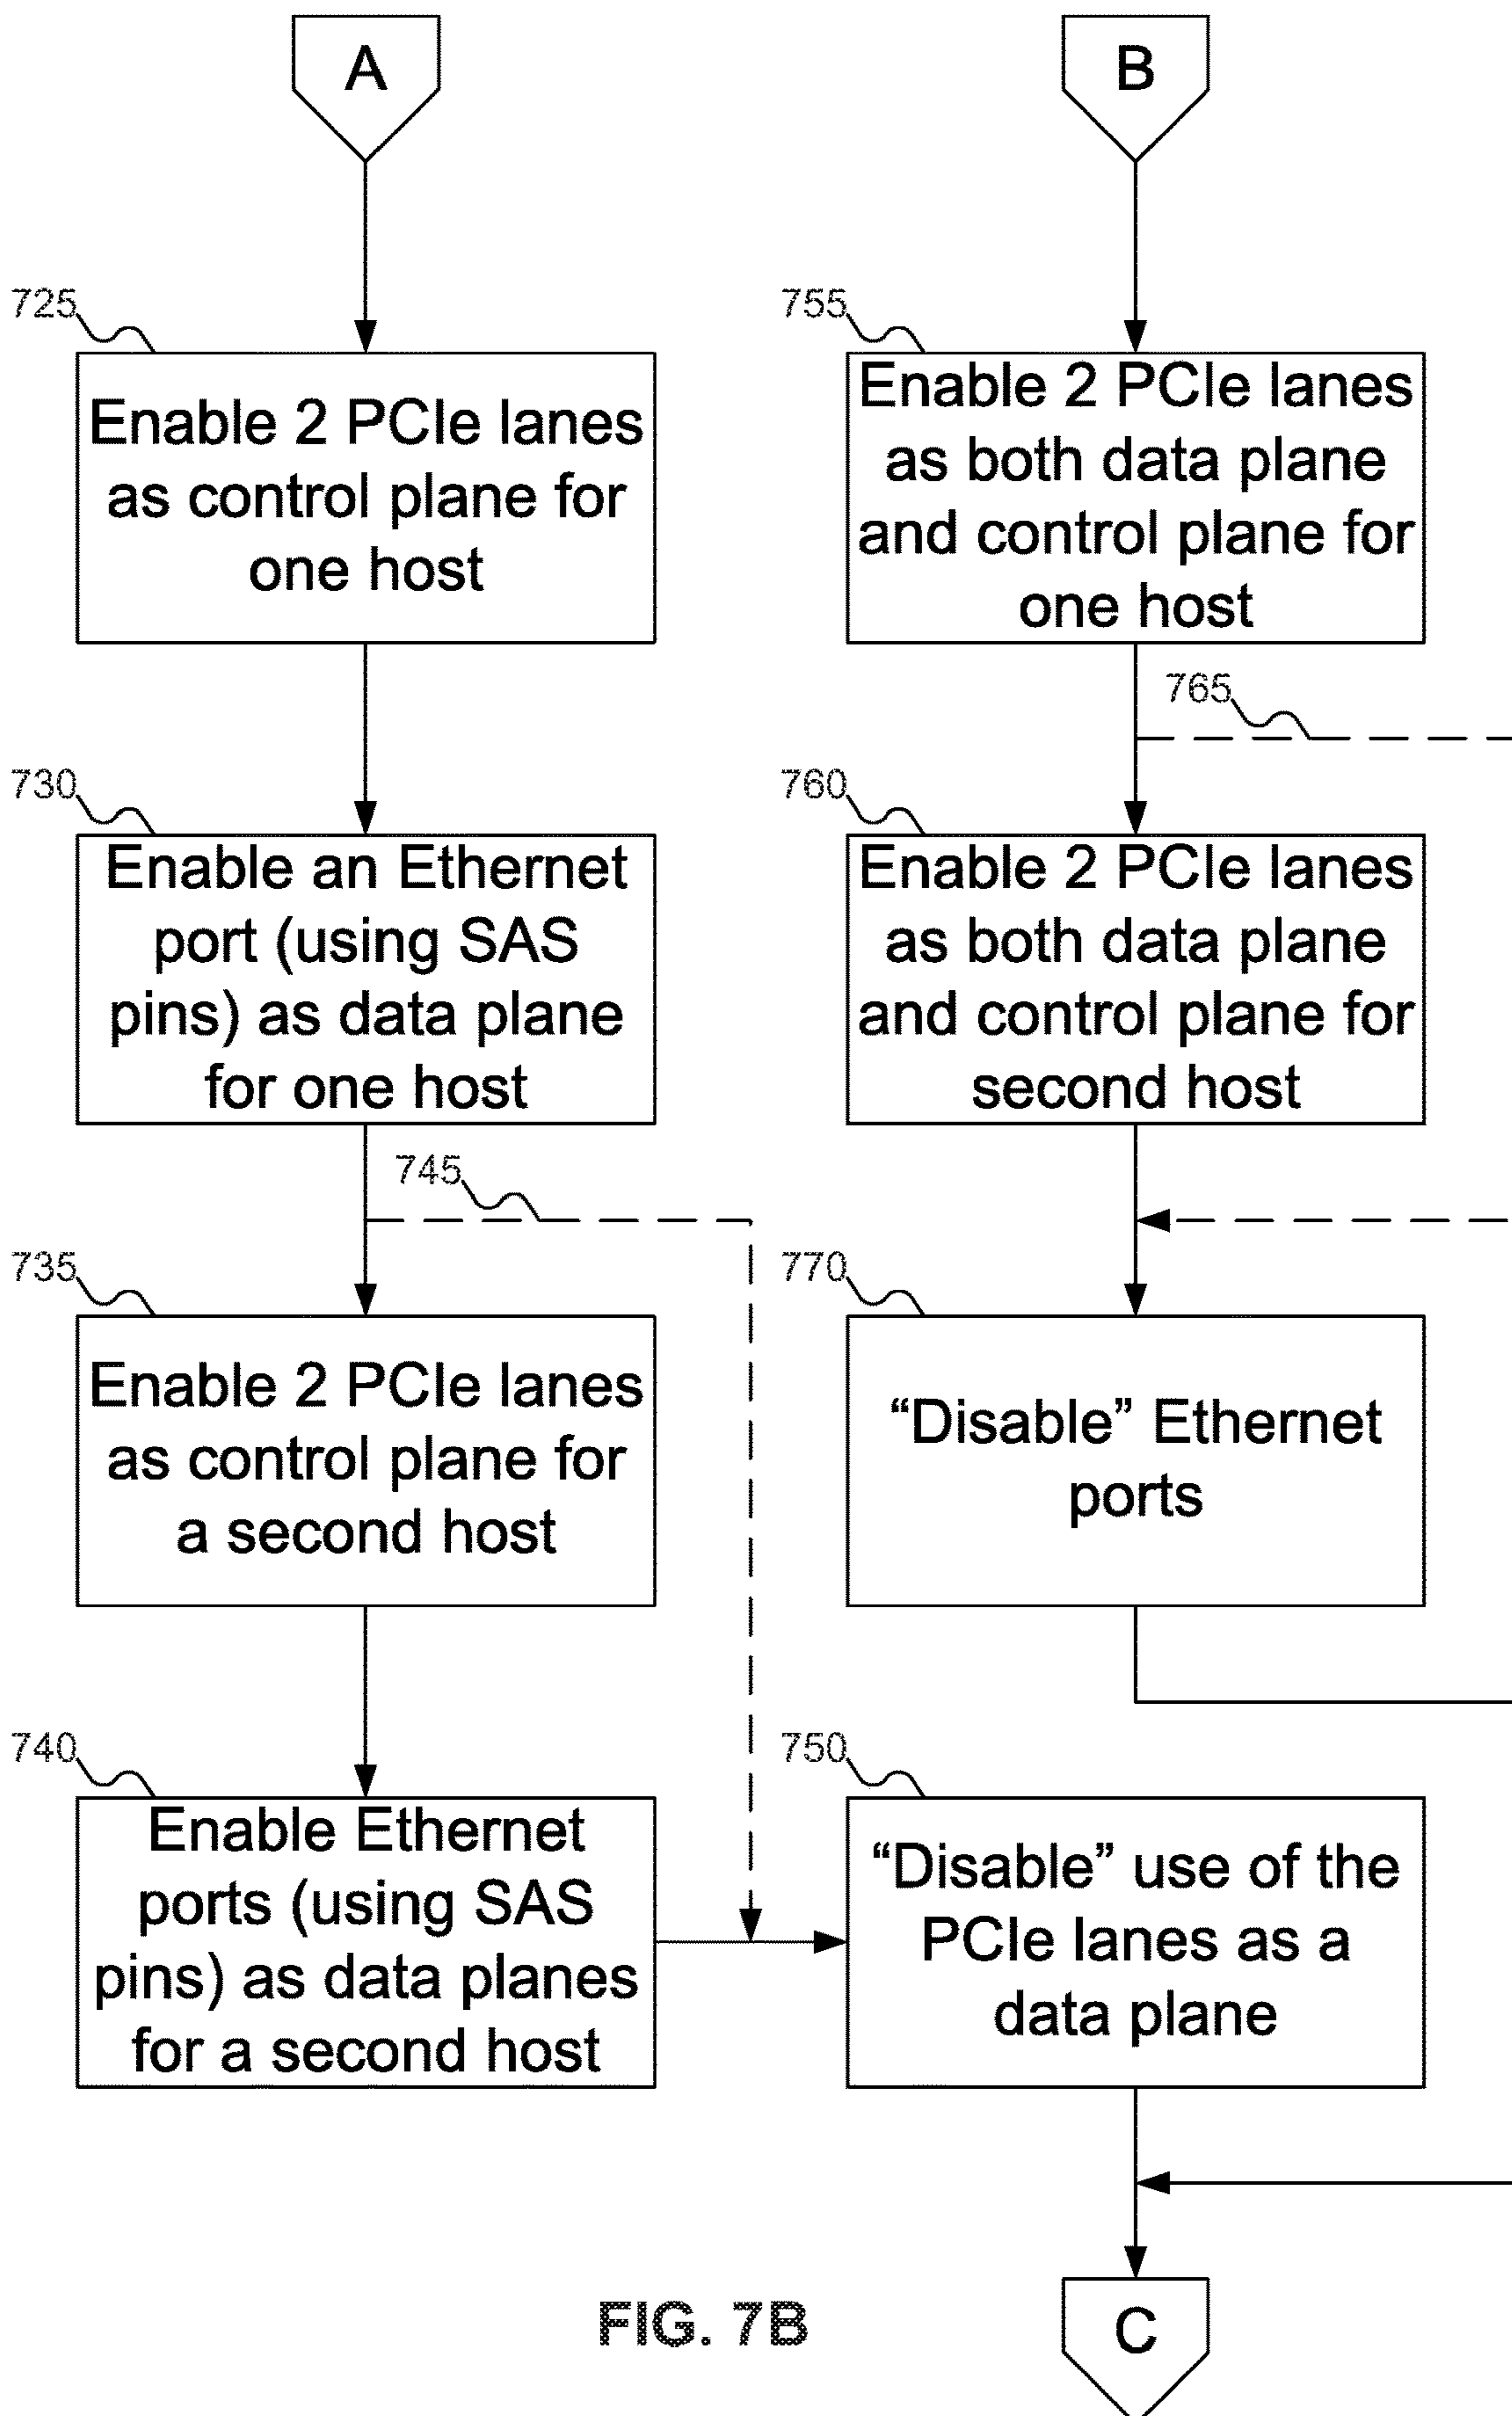 A
B
725
Enable 2 PCIe lanes
as control plane for
one host
755
Enable 2 PCIe lanes
as both data plane
and control plane for
one host
765
730
Enable an Ethernet
port (using SAS
pins) as data plane
for one host
745
760
Enable 2 PCIe lanes
as both data plane
and control plane for
second host
735
Enable 2 PCIe lanes
as control plane for
a second host
770
“Disable” Ethernet
ports
740
Enable Ethernet
ports (using SAS
pins) as data planes
for a second host
750
“Disable” use of the
PCIe lanes as a
data plane
C
FIG. 7B